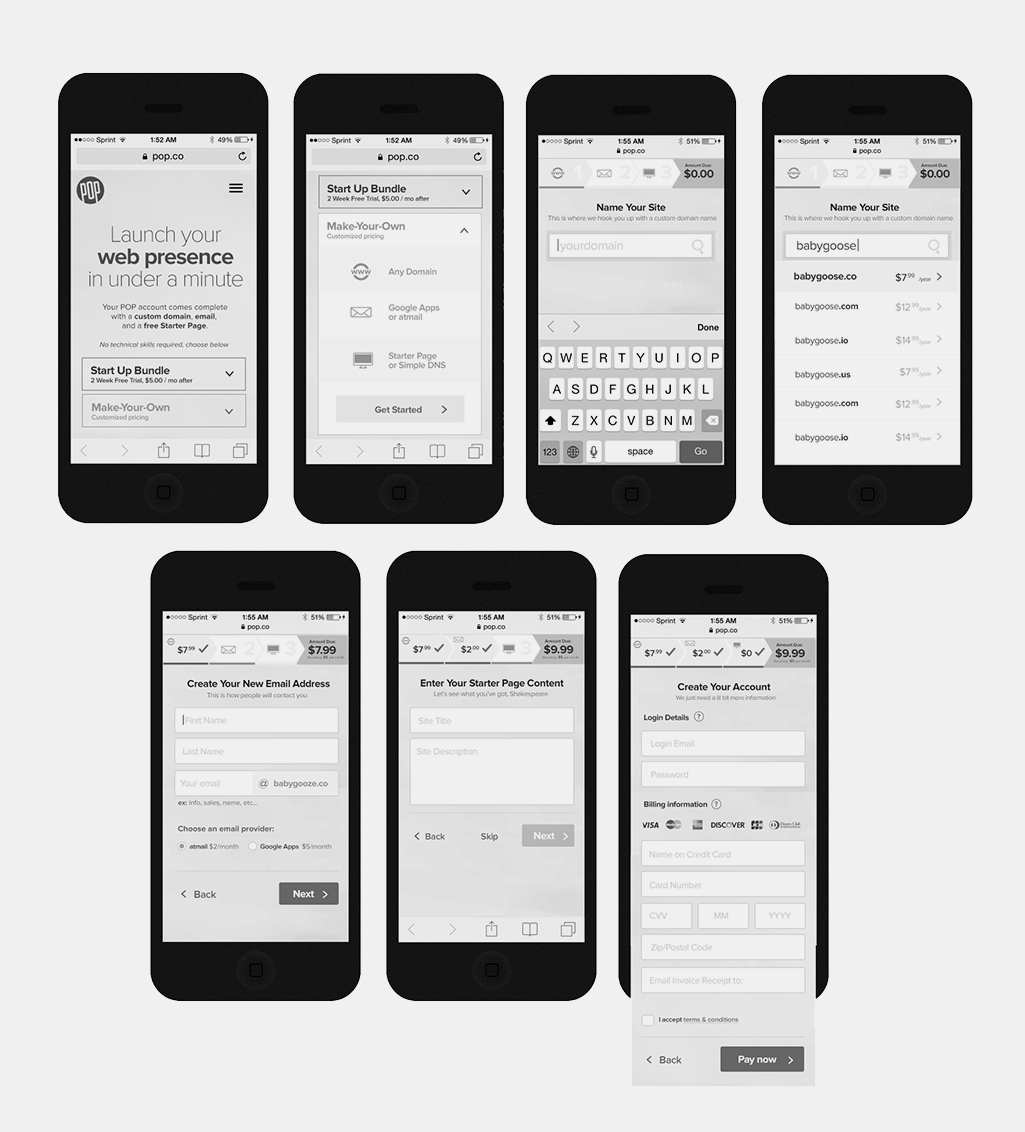 ●●○○○ Sprint 1:52 AM 49%
pop.co
POP
Launch your
web presence
in under a minute
Your POP account comes complete
with a custom domain, email,
and a free Starter Page.
No technical skills required, choose below
Start Up Bundle
2 Week Free Trial, $5.00 / mo after
Make-Your-Own
Customized pricing
●●○○○ Sprint 1:52 AM 49%
pop.co
Start Up Bundle
2 Week Free Trial, $5.00 / mo after
Make-Your-Own
Customized pricing
www Any Domain
Google Apps
or atmail
Starter Page
or Simple DNS
Get Started
●○○○○ Sprint 1:55 AM 51%
pop.co
1 2 3 Amount Due: $0.00
Name Your Site
This is where we hook you up with a custom domain name
yourdomain
Done
Q W E R T Y U I O P
A S D F G H J K L
Z X C V B N M
123 space Go
●○○○○ Sprint 1:55 AM 51%
pop.co
1 2 3 Amount Due: $0.00
Name Your Site
This is where we hook you up with a custom domain name
babygoose
babygoose.co $7.99 /year
babygoose.com $12.99 /year
babygoose.io $14.99 /year
babygoose.us $7.99 /year
babygoose.com $12.99 /year
babygoose.io $14.99 /year
●○○○○ Sprint 1:55 AM 51%
pop.co
$7.99 2 3 Amount Due: $7.99
Create Your New Email Address
This is how people will contact you
First Name
Last Name
Your email @ babygooze.co
ex: info, sales, name, etc...
Choose an email provider:
atmail $2/month Google Apps $5/month
Back Next
●○○○○ Sprint 1:55 AM 51%
pop.co
$7.99 $2.00 3 Amount Due: $9.99
Enter Your Starter Page Content
Let's see what you've got, Shakespeare
Site Title
Site Description
Back Skip Next
●○○○○ Sprint 1:55 AM 51%
pop.co
$7.99 $2.00 $0 Amount Due: $9.99
Create Your Account
We just need a lil bit more information
Login Details ?
Login Email
Password
Billing information ?
VISA DISCOVER JCB Diners Club
Name on Credit Card
Card Number
CVV MM YYYY
Zip/Postal Code
Email Invoice Receipt to:
I accept terms & conditions
Back Pay now